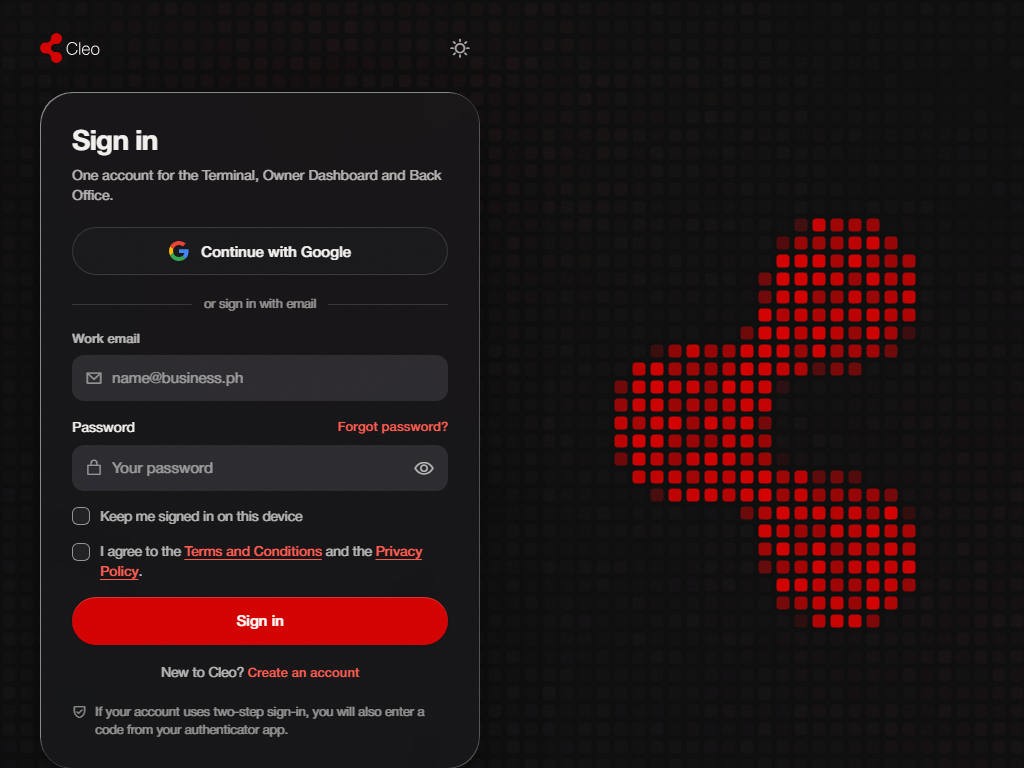 Cleo
Sign in
One account for the Terminal, Owner Dashboard and Back
Office.
Continue with Google
or sign in with email
Work email
name@business.ph
Password
Forgot password?
Your password
Keep me signed in on this device
I agree to the Terms and Conditions and the Privacy
Policy.
Sign in
New to Cleo? Create an account
If your account uses two-step sign-in, you will also enter a
code from your authenticator app.